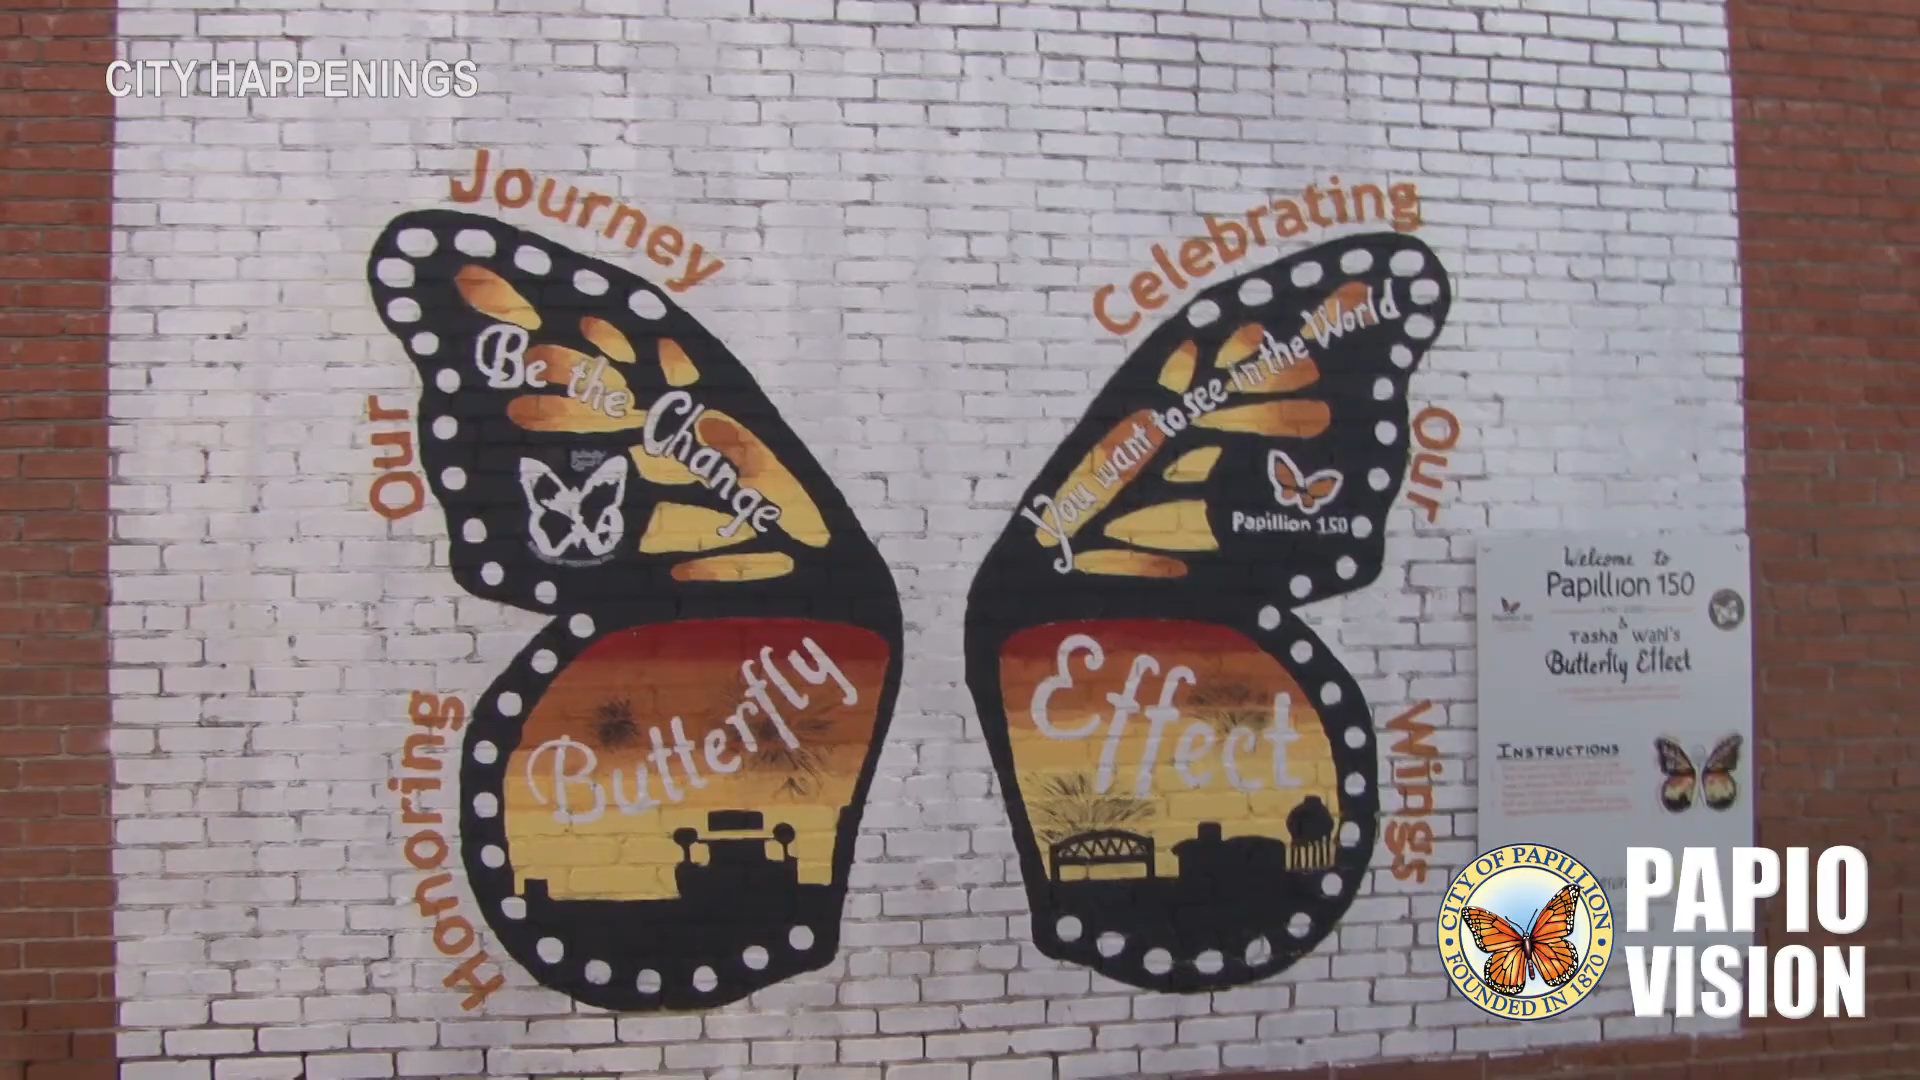 CITY HAPPENINGS
Honoring Our Journey
Celebrating Our Wings
Be the Change
You want to see in the World
Papillion 150
Butterfly Effect
Welcome to
Papillion 150
&
Tasha Wahl's
Butterfly Effect
INSTRUCTIONS
CITY OF PAPILLION
FOUNDED IN 1870
PAPIO
VISION